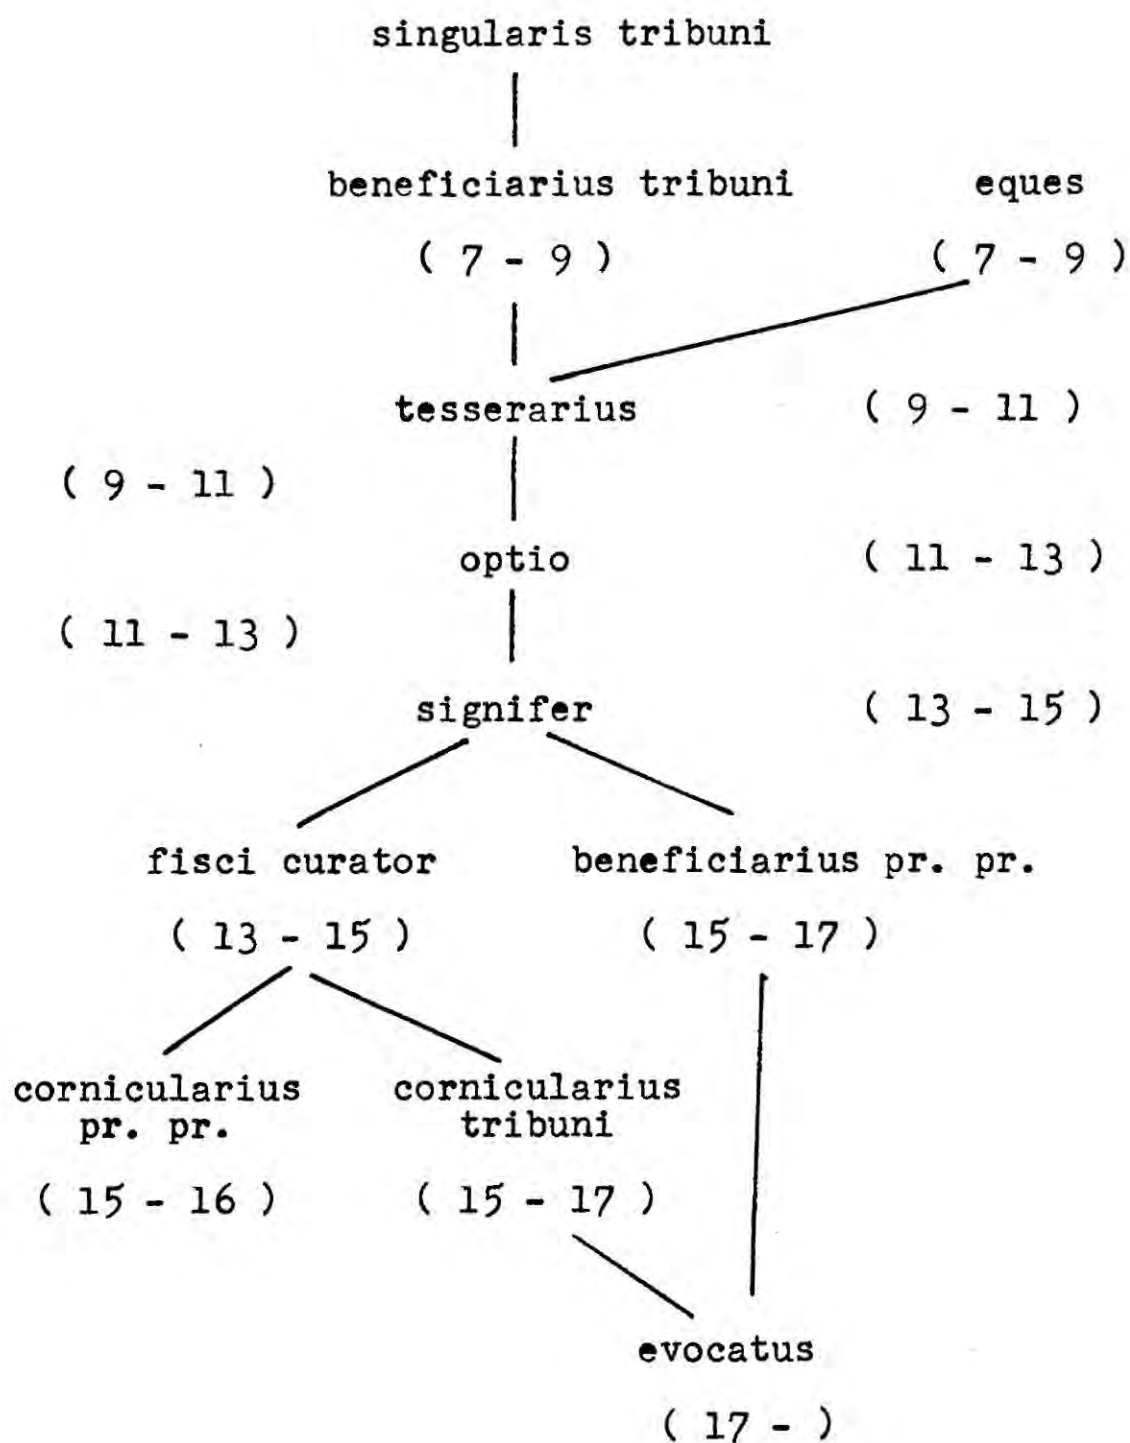 singularis tribuni
beneficiarius tribuni eques
( 7 - 9 ) ( 7 - 9 )
tesserarius ( 9 - 11 )
( 9 - 11 )
optio ( 11 - 13 )
( 11 - 13 )
signifer ( 13 - 15 )
fisci curator beneficiarius pr. pr.
( 13 - 15 ) ( 15 - 17 )
cornicularius cornicularius
pr. pr. tribuni
( 15 - 16 ) ( 15 - 17 )
evocatus
( 17 - )